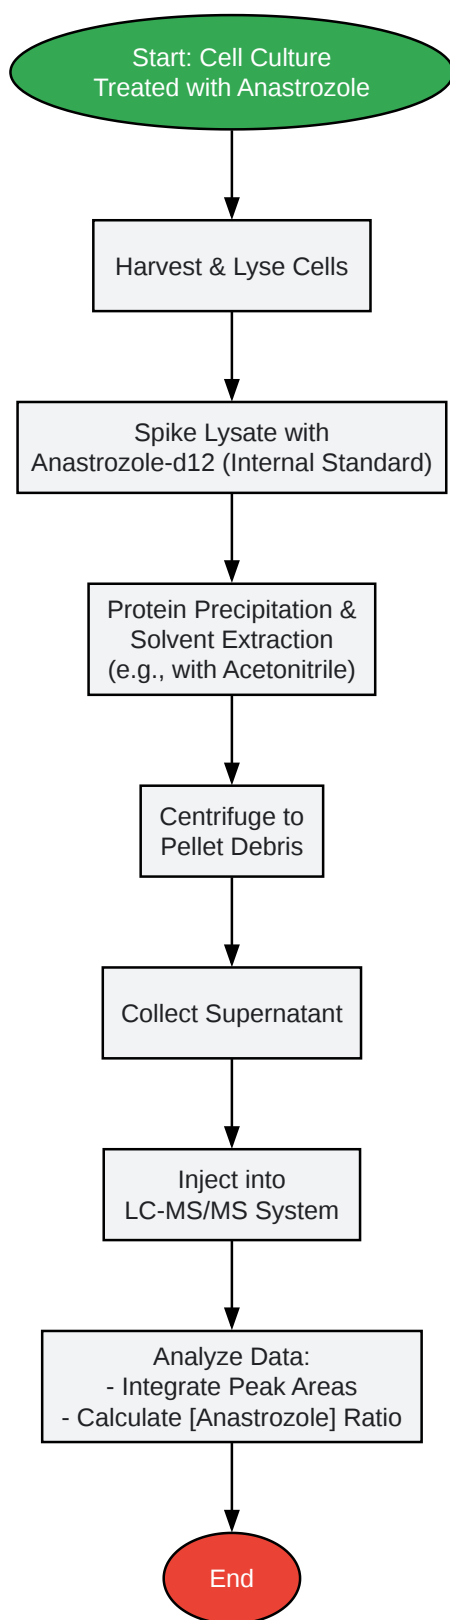 Start: Cell Culture
Treated with Anastrozole
Harvest & Lyse Cells
Spike Lysate with
Anastrozole-d12 (Internal Standard)
Protein Precipitation &
Solvent Extraction
(e.g., with Acetonitrile)
Centrifuge to
Pellet Debris
Collect Supernatant
Inject into
LC-MS/MS System
Analyze Data:
- Integrate Peak Areas
- Calculate [Anastrozole] Ratio
End